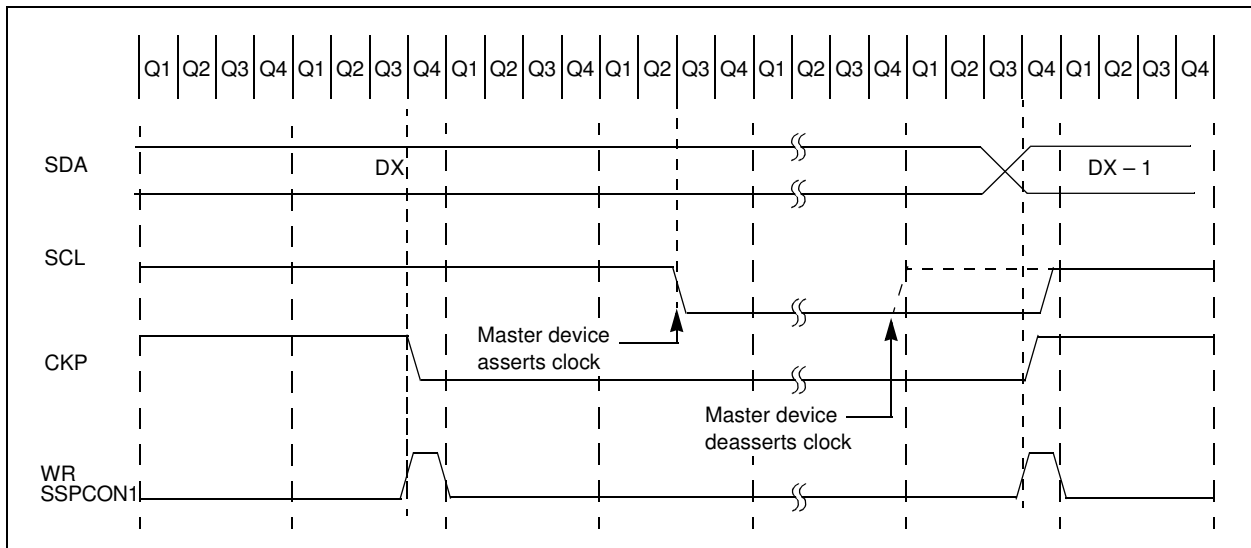 Q1 Q2 Q3 Q4 Q1 Q2 Q3 Q4 Q1 Q2 Q3 Q4 Q1 Q2 Q3 Q4 Q1 Q2 Q3 Q4 Q1 Q2 Q3 Q4 Q1 Q2 Q3 Q4
SDA
DX
DX – 1
SCL
Master device
asserts clock
CKP
Master device
deasserts clock
WR
SSPCON1